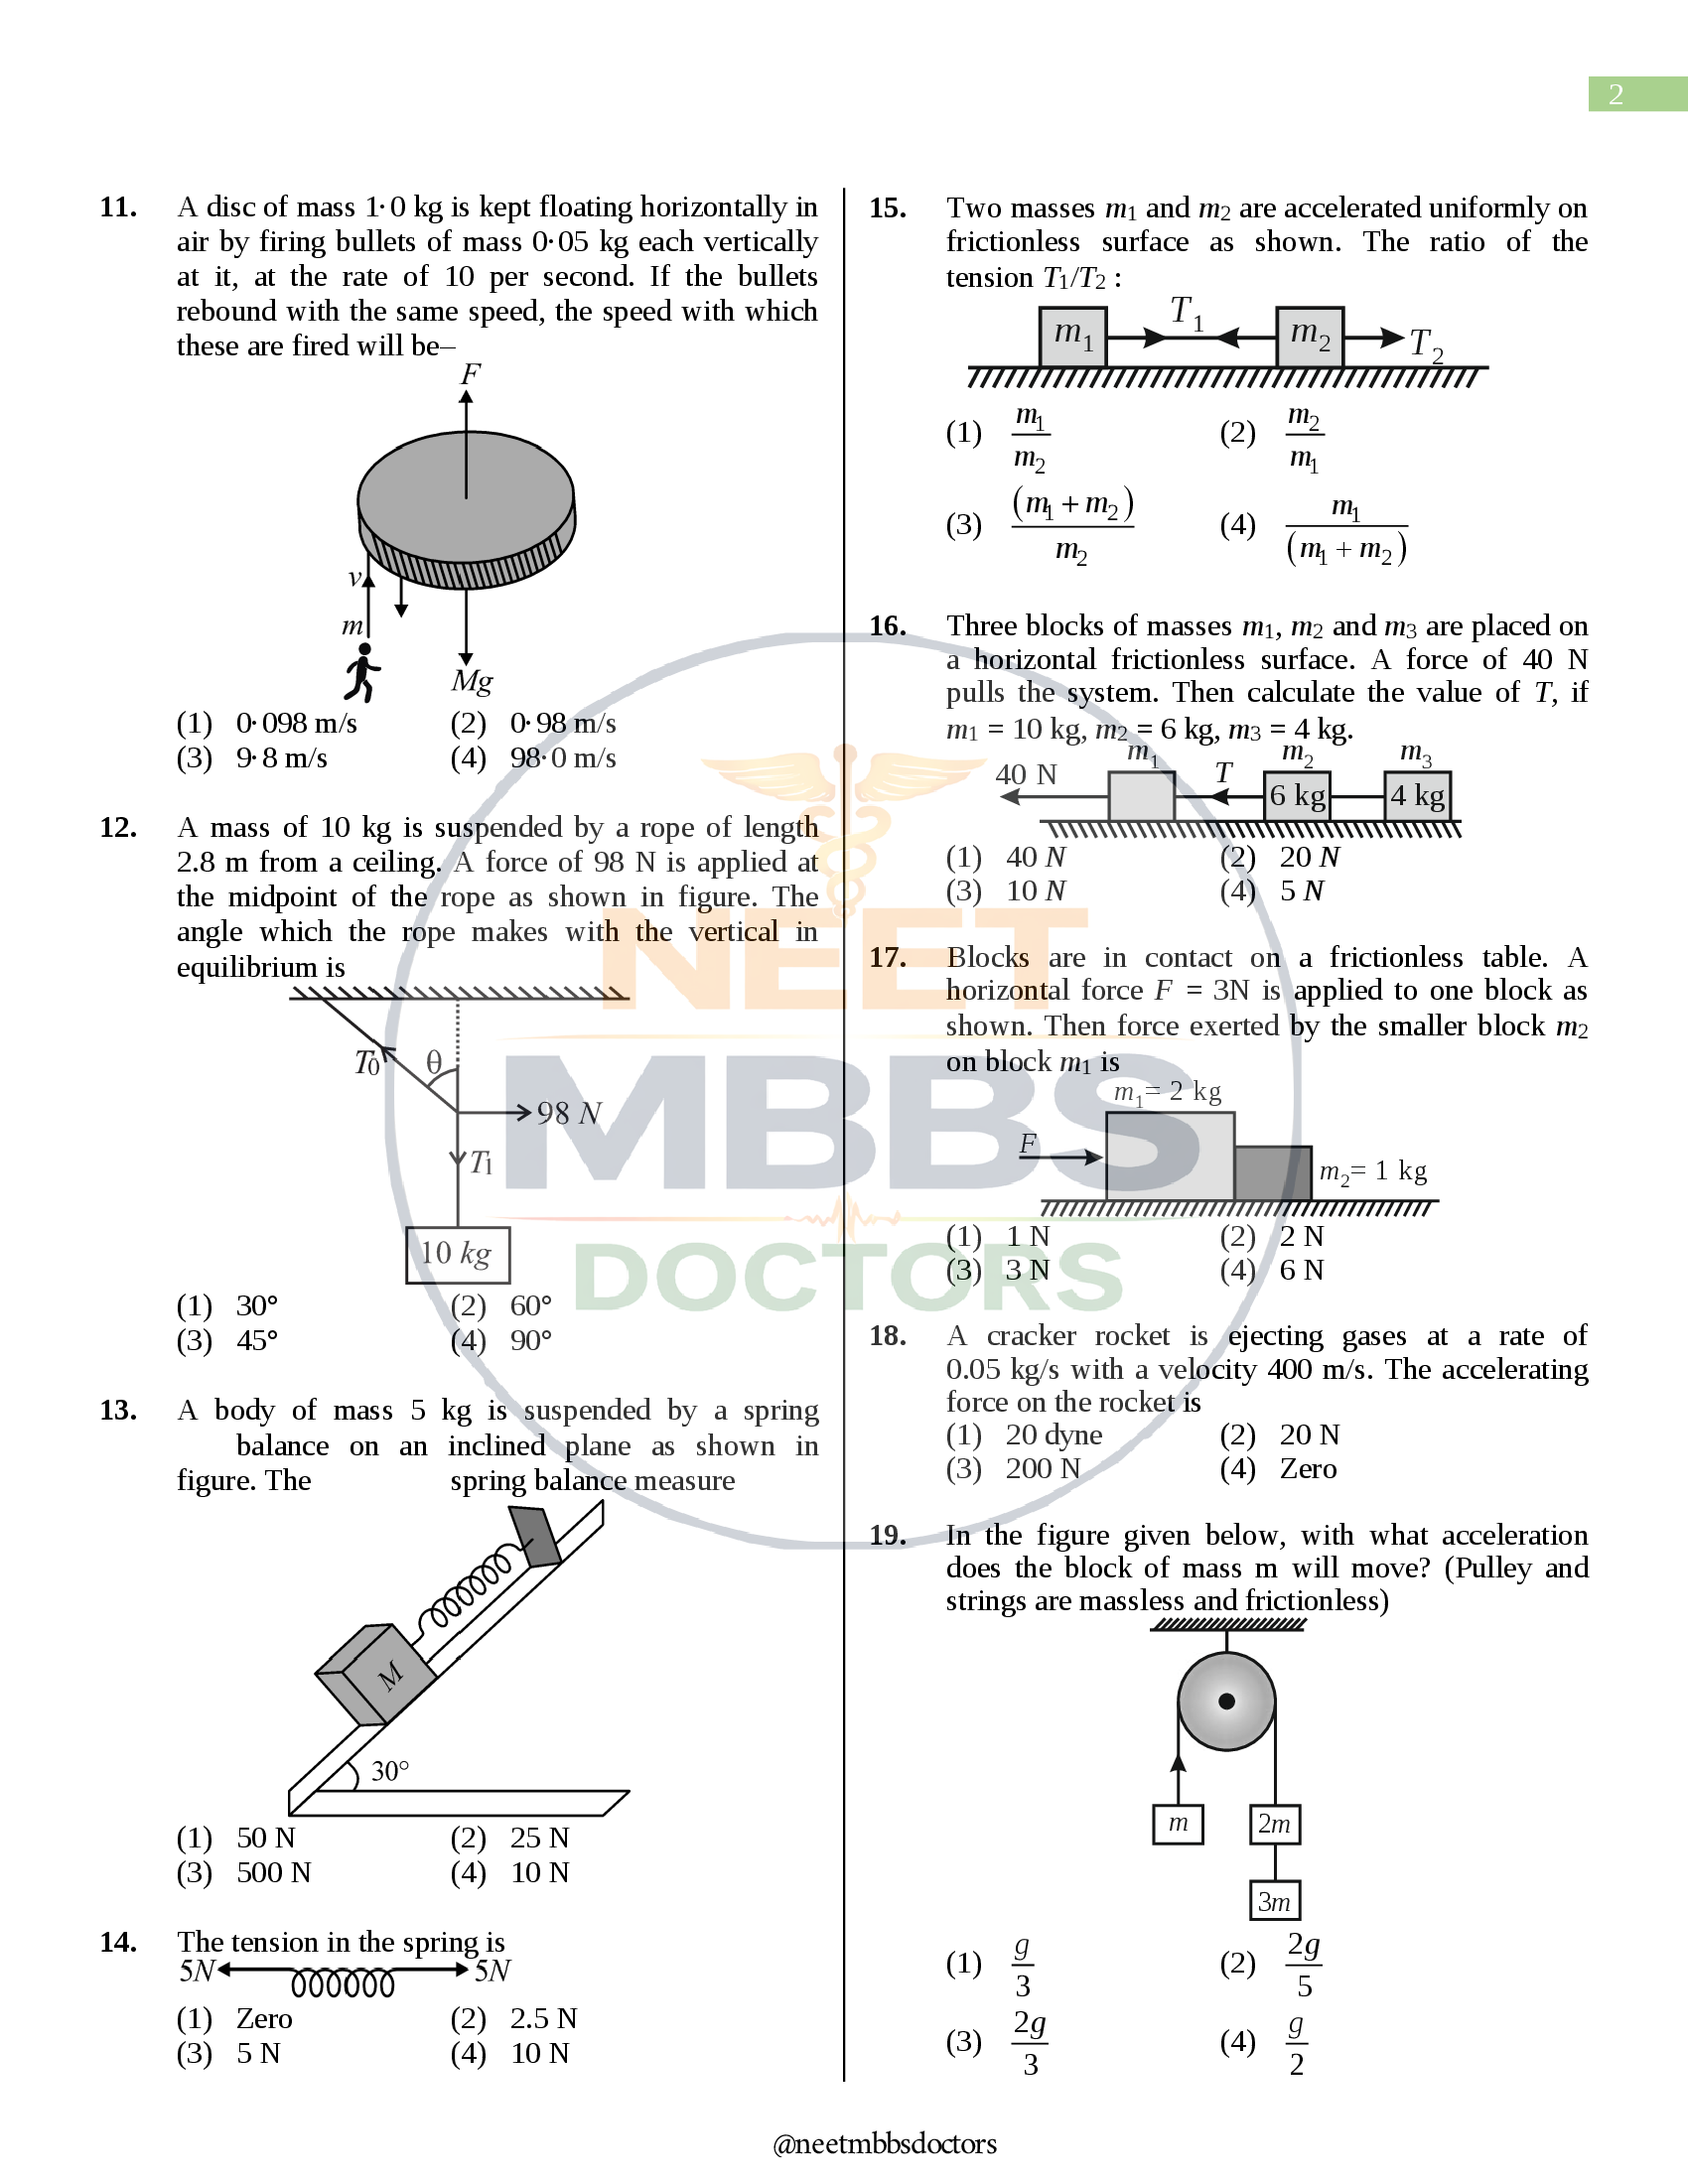 2
11. A disc of mass 1·0 kg is kept floating horizontally in
air by firing bullets of mass 0·05 kg each vertically
at it, at the rate of 10 per second. If the bullets
rebound with the same speed, the speed with which
these are fired will be–
F
v
m
Mg
(1) 0·098 m/s (2) 0·98 m/s
(3) 9·8 m/s (4) 98·0 m/s
12. A mass of 10 kg is suspended by a rope of length
2.8 m from a ceiling. A force of 98 N is applied at
the midpoint of the rope as shown in figure. The
angle which the rope makes with the vertical in
equilibrium is
T0 θ
98 N
T1
10 kg
(1) 30° (2) 60°
(3) 45° (4) 90°
13. A body of mass 5 kg is suspended by a spring
balance on an inclined plane as shown in
figure. The spring balance measure
M
30°
(1) 50 N (2) 25 N
(3) 500 N (4) 10 N
14. The tension in the spring is
5N 5N
(1) Zero (2) 2.5 N
(3) 5 N (4) 10 N
15. Two masses m1 and m2 are accelerated uniformly on
frictionless surface as shown. The ratio of the
tension T1/T2 :
m1 T1 m2 T2
(1) m1/m2 (2) m2/m1
(3) (m1 + m2)/m2 (4) m1/(m1 + m2)
16. Three blocks of masses m1, m2 and m3 are placed on
a horizontal frictionless surface. A force of 40 N
pulls the system. Then calculate the value of T, if
m1 = 10 kg, m2 = 6 kg, m3 = 4 kg.
m1 m2 m3
40 N T 6 kg 4 kg
(1) 40 N (2) 20 N
(3) 10 N (4) 5 N
17. Blocks are in contact on a frictionless table. A
horizontal force F = 3N is applied to one block as
shown. Then force exerted by the smaller block m2
on block m1 is
m1= 2 kg
F
m2= 1 kg
(1) 1 N (2) 2 N
(3) 3 N (4) 6 N
18. A cracker rocket is ejecting gases at a rate of
0.05 kg/s with a velocity 400 m/s. The accelerating
force on the rocket is
(1) 20 dyne (2) 20 N
(3) 200 N (4) Zero
19. In the figure given below, with what acceleration
does the block of mass m will move? (Pulley and
strings are massless and frictionless)
m 2m
3m
(1) g/3 (2) 2g/5
(3) 2g/3 (4) g/2
NEET
MBBS
DOCTORS
@neetmbbsdoctors